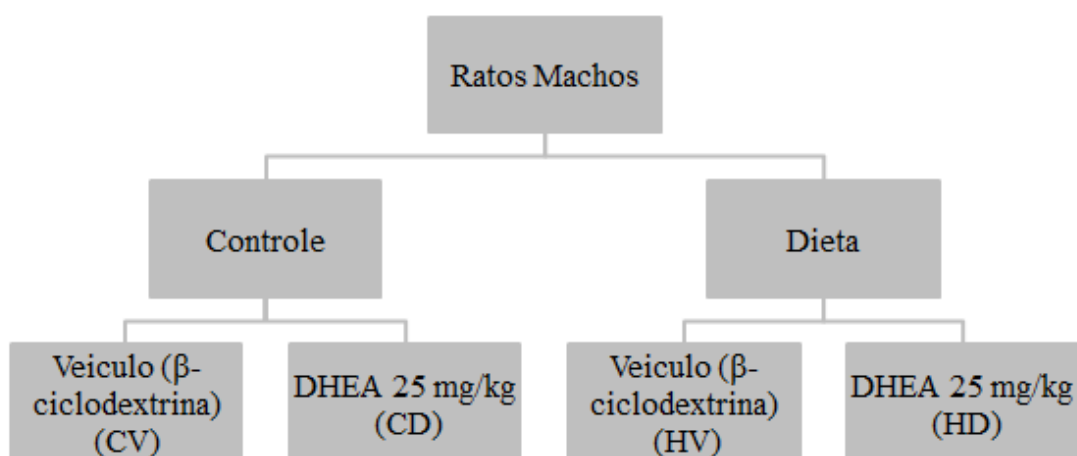 Ratos Machos
Controle
Dieta
Veiculo (β-
ciclodextrina)
(CV)
DHEA 25 mg/kg
(CD)
Veiculo (β-
ciclodextrina)
(HV)
DHEA 25 mg/kg
(HD)